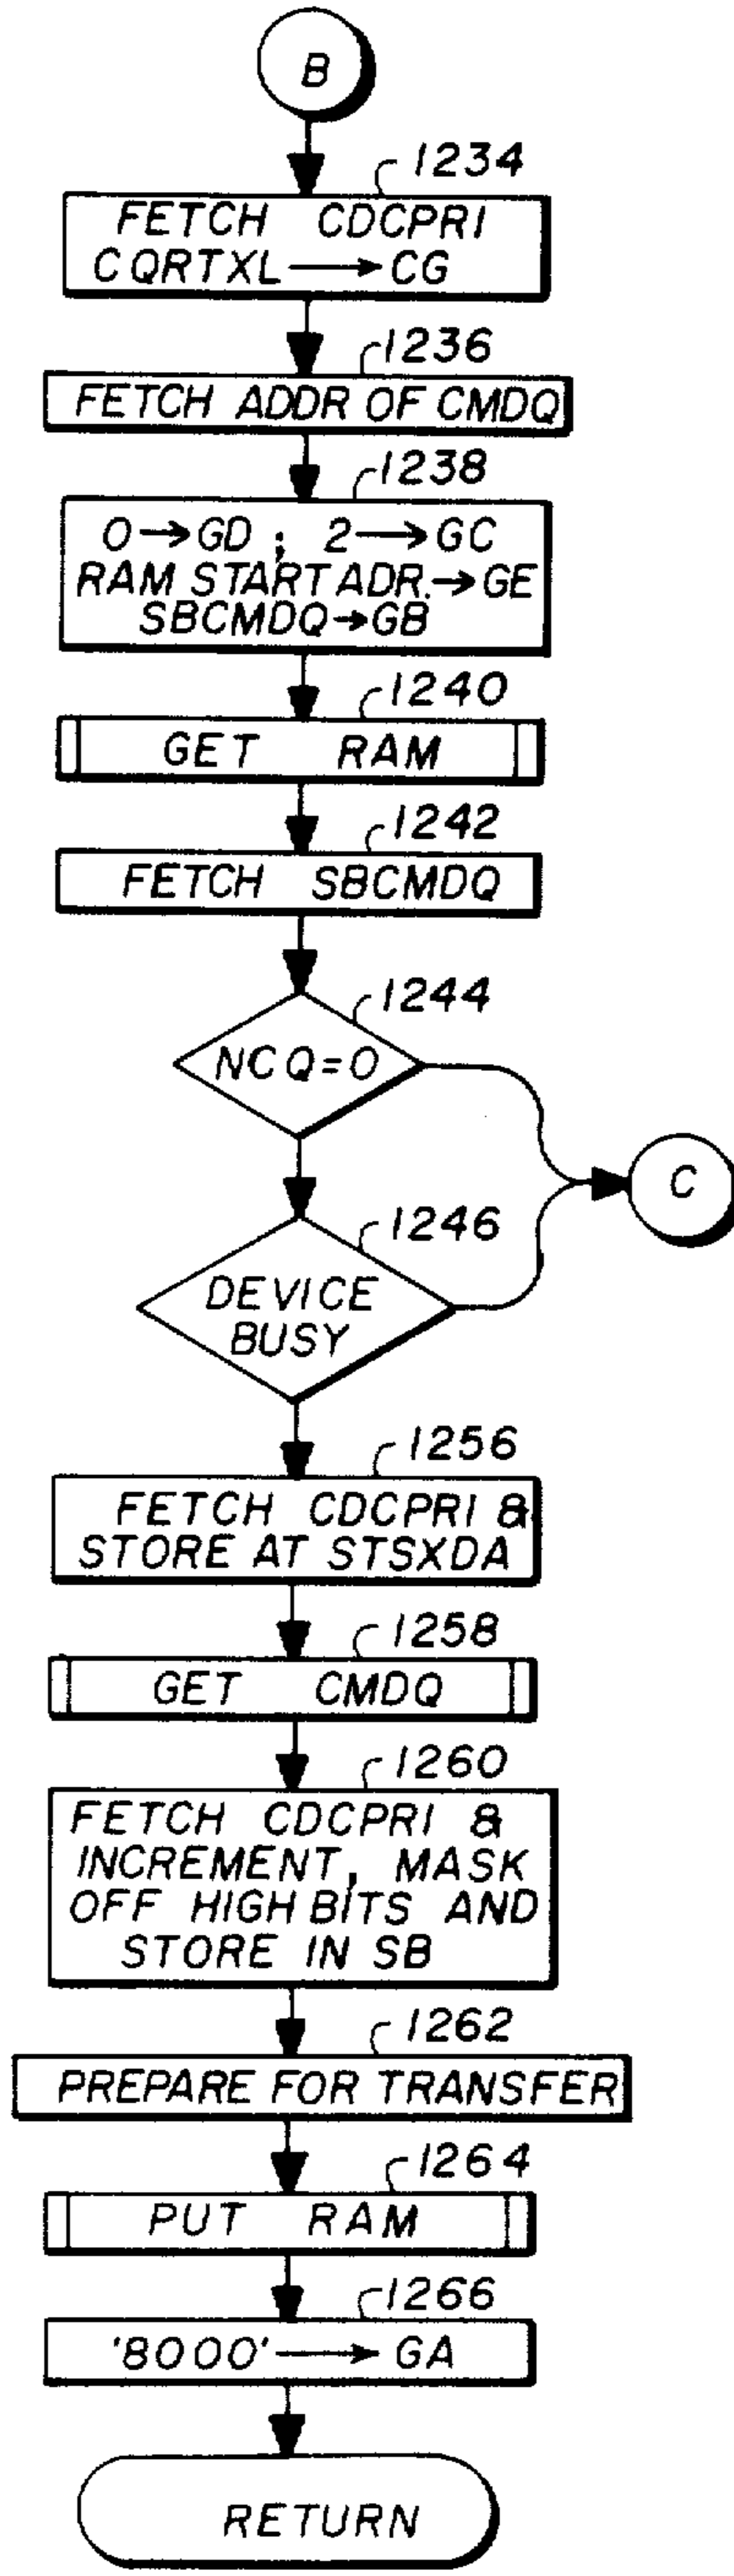 B
1234
FETCH CDCPRI
CQRTXL → CG
1236
FETCH ADDR OF CMDQ
1238
0→GD ; 2→GC
RAM START ADR.→GE
SBCMDQ→GB
1240
GET RAM
1242
FETCH SBCMDQ
1244
NCQ=0
C
1246
DEVICE
BUSY
1256
FETCH CDCPRI &
STORE AT STSXDA
1258
GET CMDQ
1260
FETCH CDCPRI &
INCREMENT, MASK
OFF HIGH BITS AND
STORE IN SB
1262
PREPARE FOR TRANSFER
1264
PUT RAM
1266
'8000' → GA
RETURN